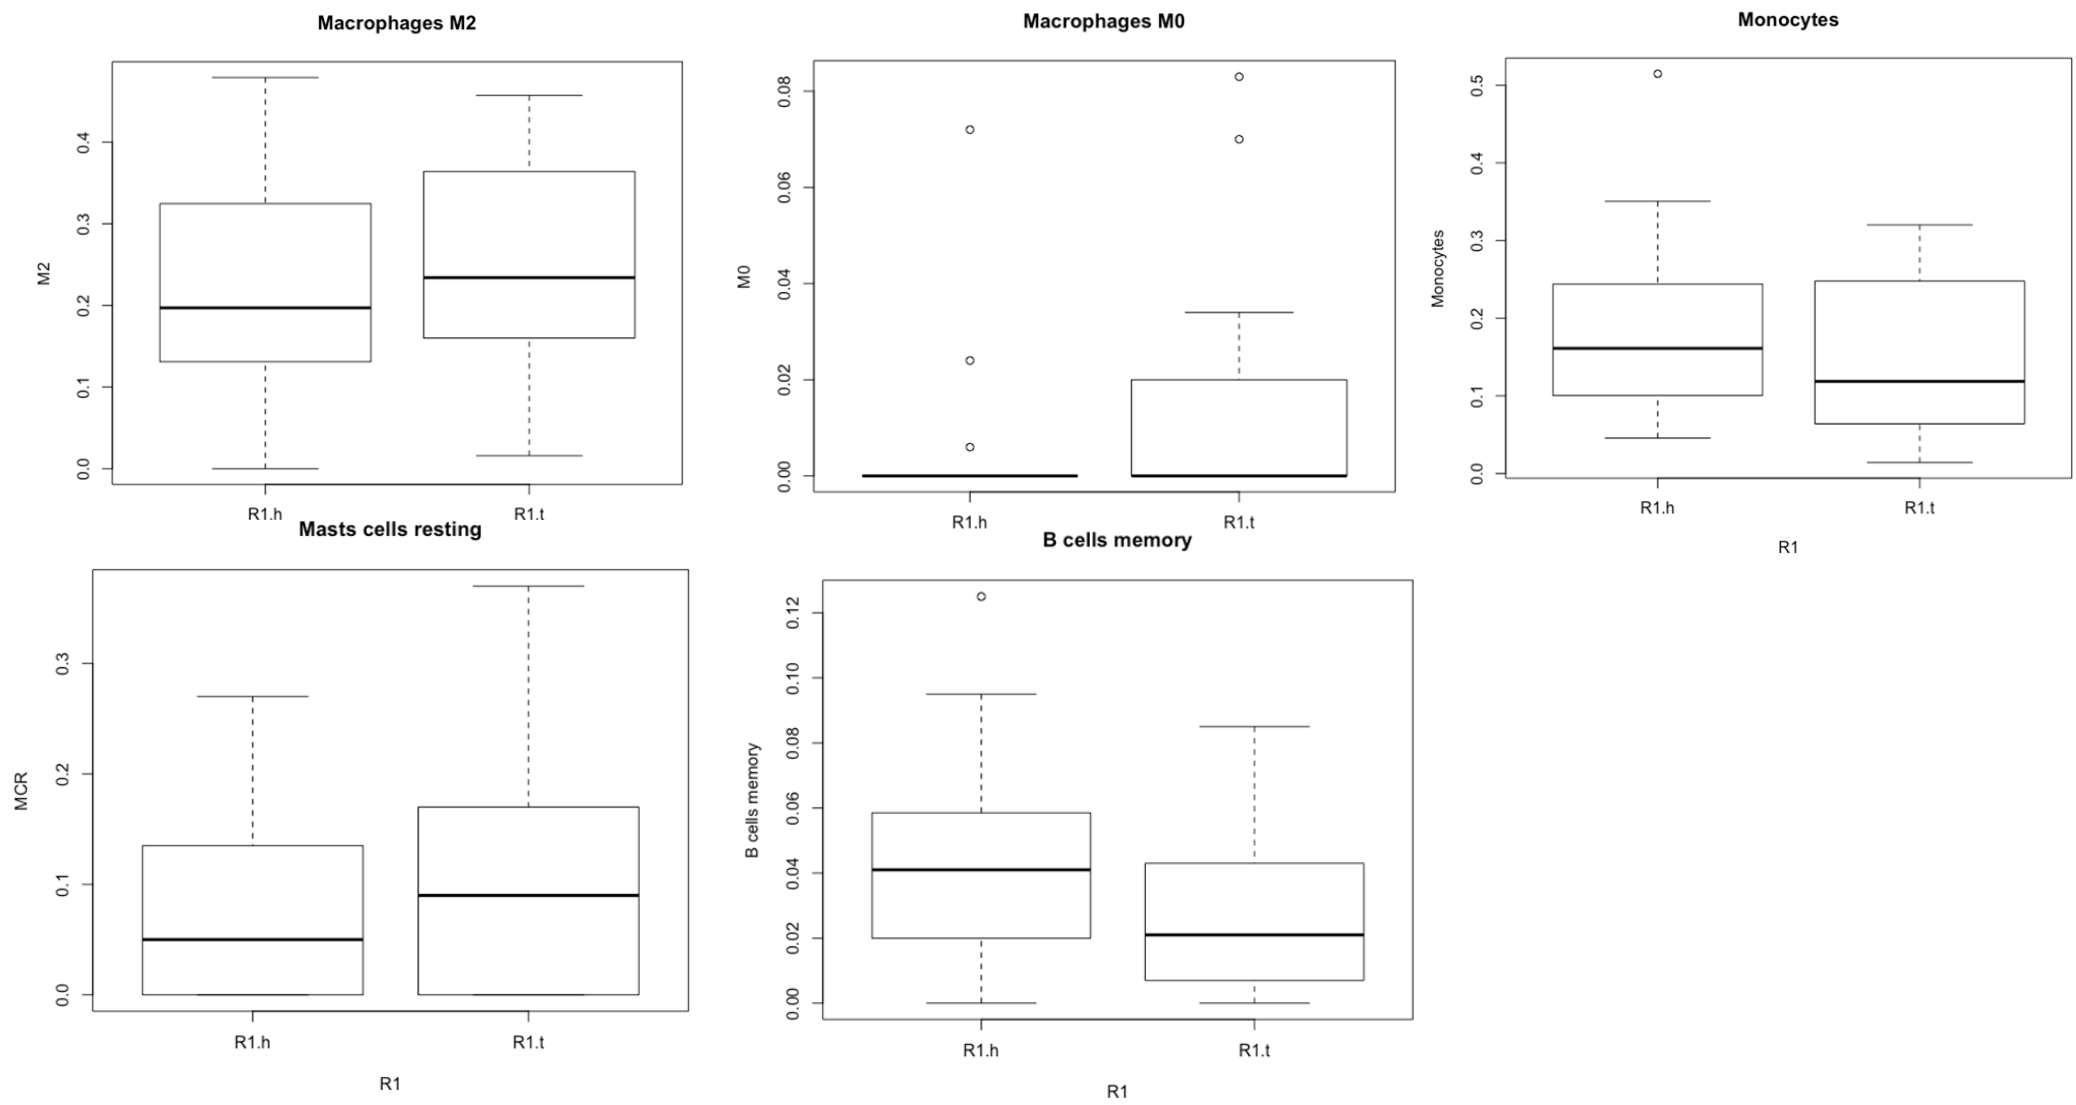 Macrophages M2
M2
0.4
0.3
0.2
0.1
0.0
R1.h
R1.t
Macrophages M0
M0
0.08
0.06
0.04
0.02
0.00
R1.h
R1.t
Monocytes
Monocytes
0.5
0.4
0.3
0.2
0.1
0.0
R1.h
R1.t
R1
Masts cells resting
MCR
0.3
0.2
0.1
0.0
R1.h
R1.t
R1
B cells memory
B cells memory
0.12
0.10
0.08
0.06
0.04
0.02
0.00
R1.h
R1.t
R1